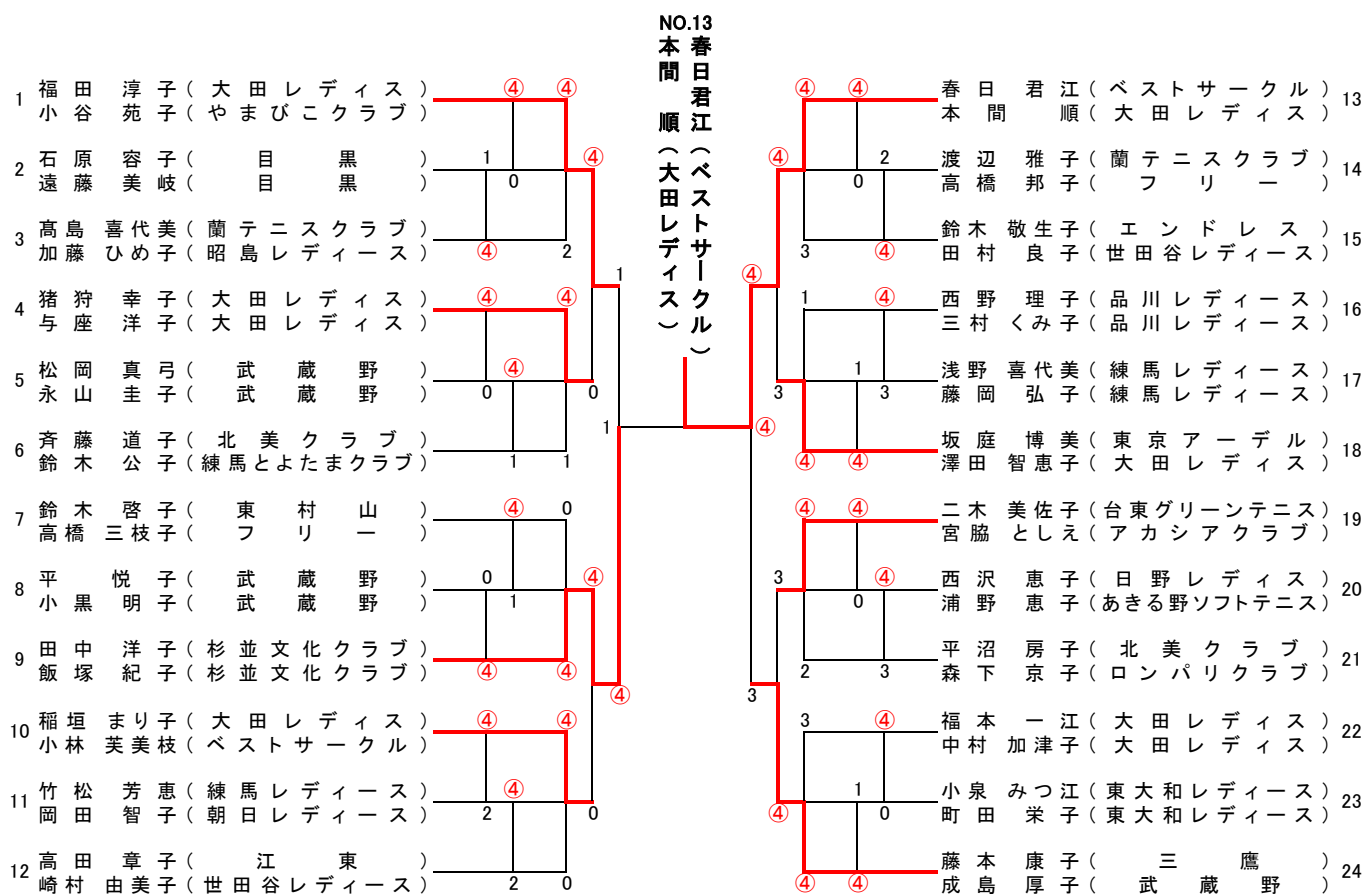 NO.13
春日君江（ベストサークル）
本間 順（大田レディス）
1 福田 淳子（大田レディス）
小谷 苑子（やまびこクラブ）
2 石原 容子（目黒）
遠藤 美岐（目黒）
3 髙島 喜代美（蘭テニスクラブ）
加藤 ひめ子（昭島レディース）
4 猪狩 幸子（大田レディス）
与座 洋子（大田レディス）
5 松岡 真弓（武蔵野）
永山 圭子（武蔵野）
6 斉藤 道子（北美クラブ）
鈴木 公子（練馬とよたまクラブ）
7 鈴木 啓子（東村山）
高橋 三枝子（フリー）
8 平 悦子（武蔵野）
小黒 明子（武蔵野）
9 田中 洋子（杉並文化クラブ）
飯塚 紀子（杉並文化クラブ）
10 稲垣 まり子（大田レディス）
小林 芙美枝（ベストサークル）
11 竹松 芳恵（練馬レディース）
岡田 智子（朝日レディース）
12 高田 章子（江東）
崎村 由美子（世田谷レディース）
④ ④
④
1
0
④ 2
1
④ ④
④
0 0
1 1
1
④ 0
0 ④
1
④ ④
④
④ ④
④
2 0
2 0
春日 君江（ベストサークル） 13
本間 順（大田レディス）
渡辺 雅子（蘭テニスクラブ） 14
高橋 邦子（フリー）
鈴木 敬生子（エンドレス） 15
田村 良子（世田谷レディース）
西野 理子（品川レディース） 16
三村 くみ子（品川レディース）
浅野 喜代美（練馬レディース） 17
藤岡 弘子（練馬レディース）
坂庭 博美（東京アーデル） 18
澤田 智恵子（大田レディス）
二木 美佐子（台東グリーンテニス） 19
宮脇 としえ（アカシアクラブ）
西沢 恵子（日野レディス） 20
浦野 恵子（あきる野ソフトテニス）
平沼 房子（北美クラブ） 21
森下 京子（ロンパリクラブ）
福本 一江（大田レディス） 22
中村 加津子（大田レディス）
小泉 みつ江（東大和レディース） 23
町田 栄子（東大和レディース）
藤本 康子（三鷹） 24
成島 厚子（武蔵野）
④ ④
④ 2
0
3 ④
④
1 ④
1
3 3
④ ④
④
④ ④
3 ④
0
2 3
3
3 ④
1
④ 0
④ ④